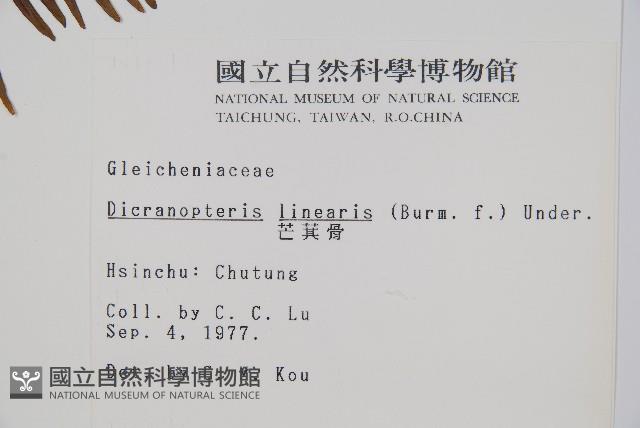 國立自然科學博物館
NATIONAL MUSEUM OF NATURAL SCIENCE
TAICHUNG, TAIWAN, R.O.CHINA
Gleicheniaceae
Dicranopteris linearis (Burm. f.) Under.
芒萁骨
Hsinchu: Chutung
Coll. by C. C. Lu
Sep. 4, 1977.
Kou
國立自然科學博物館
NATIONAL MUSEUM OF NATURAL SCIENCE